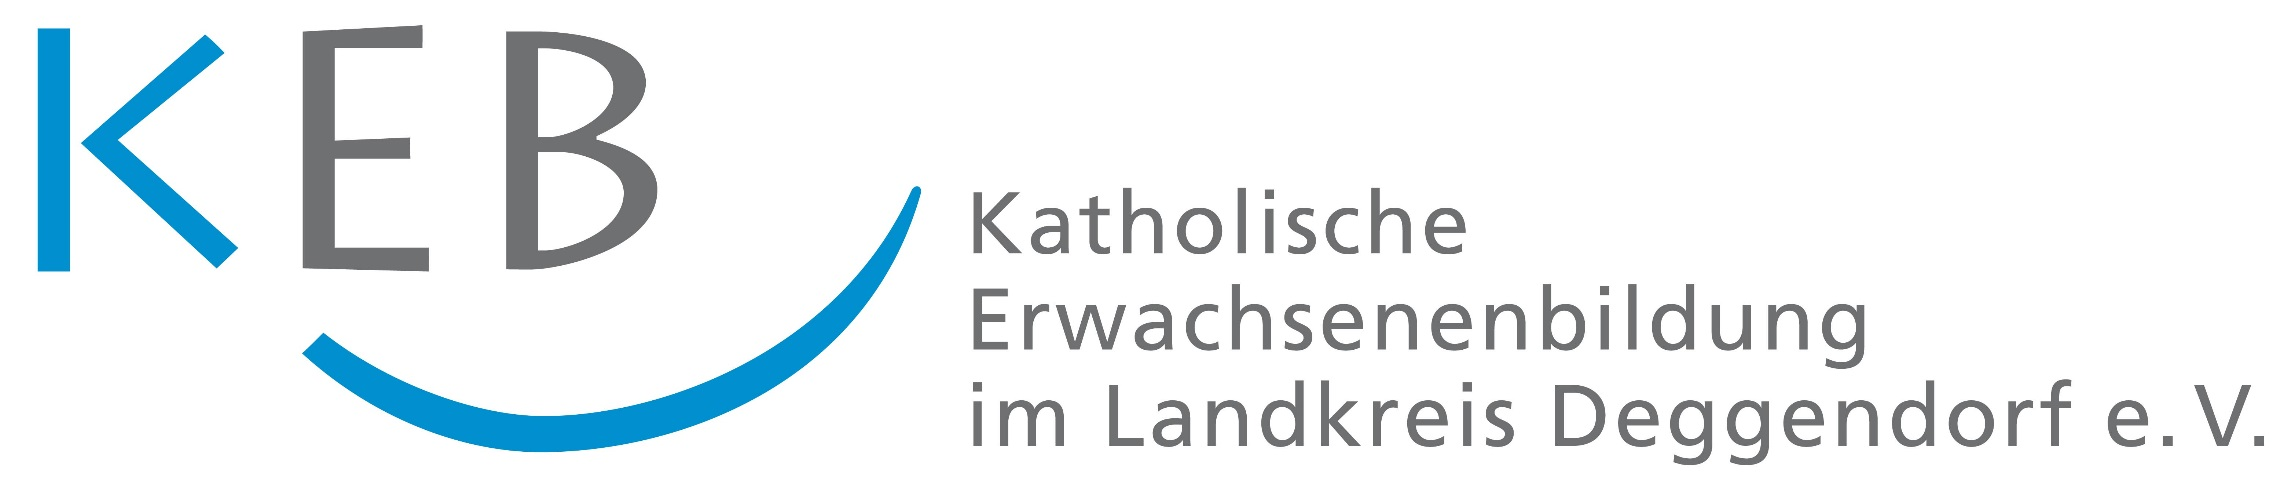 KEB
Katholische
Erwachsenenbildung
im Landkreis Deggendorf e. V.